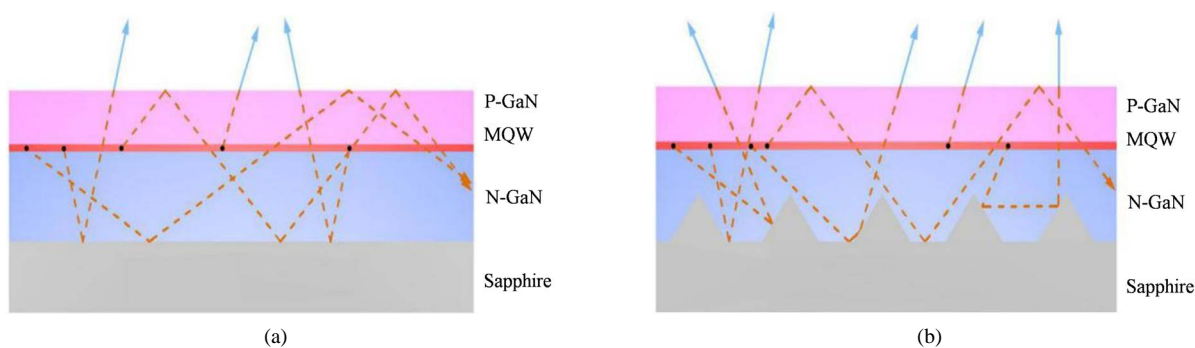 P-GaN
MQW
N-GaN
Sapphire
(a)
P-GaN
MQW
N-GaN
Sapphire
(b)